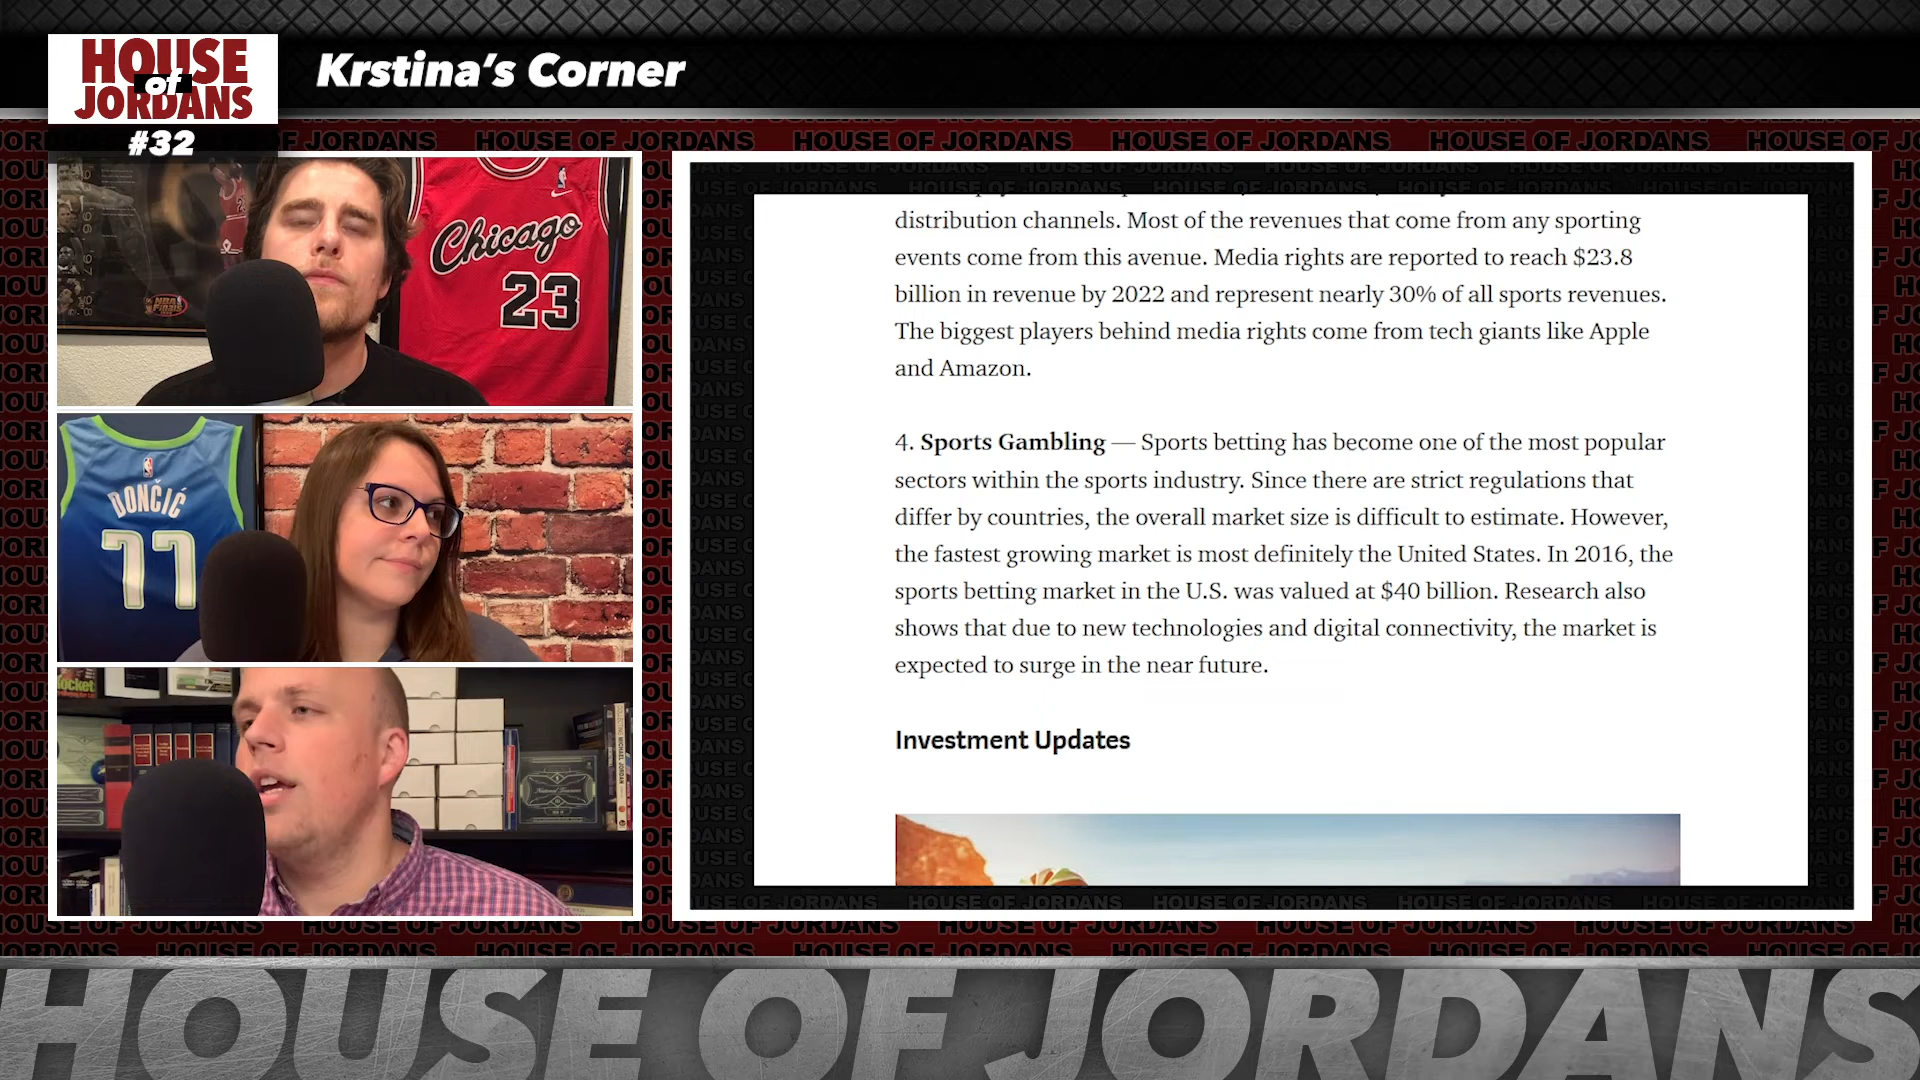 HOUSE
of
JORDANS
#32
Krstina's Corner
Chicago
23
NBA
FINALS
DONČIĆ
77
COLLECTING MICHAEL JORDAN
National Treasures
distribution channels. Most of the revenues that come from any sporting
events come from this avenue. Media rights are reported to reach $23.8
billion in revenue by 2022 and represent nearly 30% of all sports revenues.
The biggest players behind media rights come from tech giants like Apple
and Amazon.
4. Sports Gambling — Sports betting has become one of the most popular
sectors within the sports industry. Since there are strict regulations that
differ by countries, the overall market size is difficult to estimate. However,
the fastest growing market is most definitely the United States. In 2016, the
sports betting market in the U.S. was valued at $40 billion. Research also
shows that due to new technologies and digital connectivity, the market is
expected to surge in the near future.
Investment Updates
HOUSE OF JORDANS